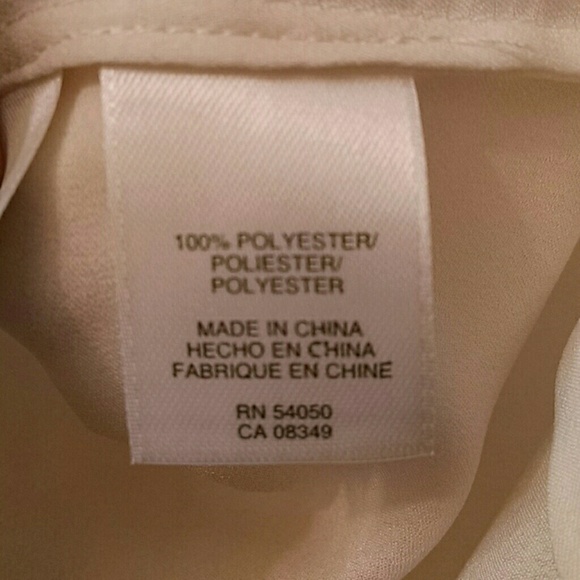 100% POLYESTER/
POLIESTER/
POLYESTER
MADE IN CHINA
HECHO EN CHINA
FABRIQUE EN CHINE
RN 54050
CA 08349